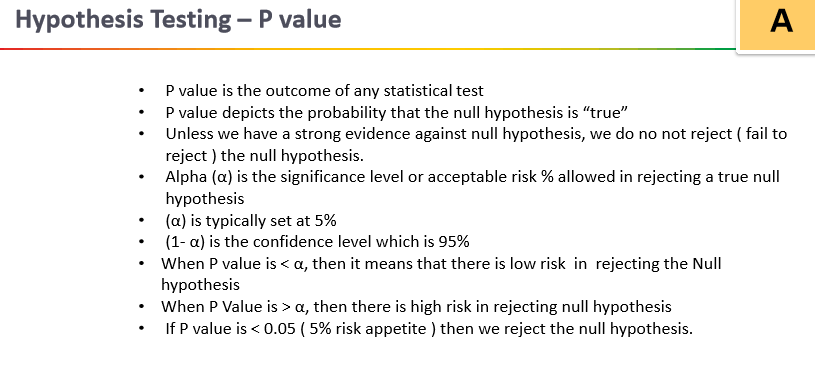 Hypothesis Testing – P value
A
• P value is the outcome of any statistical test
• P value depicts the probability that the null hypothesis is “true”
• Unless we have a strong evidence against null hypothesis, we do no not reject ( fail to
reject ) the null hypothesis.
• Alpha (α) is the significance level or acceptable risk % allowed in rejecting a true null
hypothesis
• (α) is typically set at 5%
• (1- α) is the confidence level which is 95%
• When P value is < α, then it means that there is low risk in rejecting the Null
hypothesis
• When P Value is > α, then there is high risk in rejecting null hypothesis
• If P value is < 0.05 ( 5% risk appetite ) then we reject the null hypothesis.